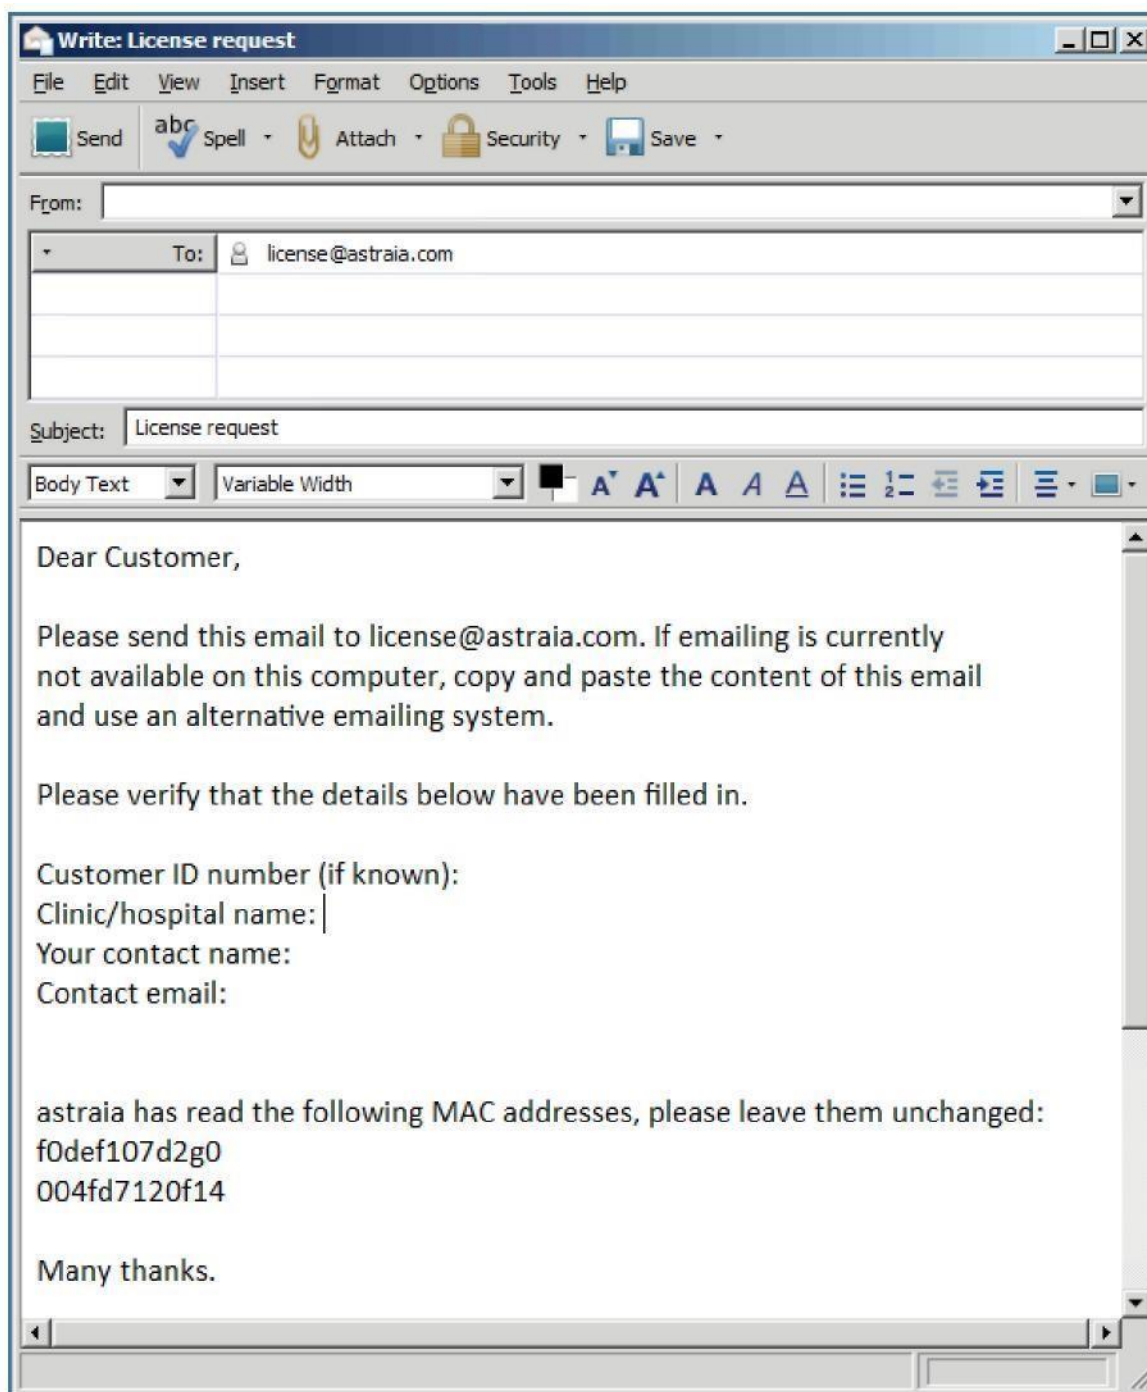 Write: License request
File Edit View Insert Format Options Tools Help
Send abc Spell Attach Security Save
From:
To: license@astraia.com
Subject: License request
Body Text Variable Width A A A A A
Dear Customer,
Please send this email to license@astraia.com. If emailing is currently
not available on this computer, copy and paste the content of this email
and use an alternative emailing system.
Please verify that the details below have been filled in.
Customer ID number (if known):
Clinic/hospital name:
Your contact name:
Contact email:
astraia has read the following MAC addresses, please leave them unchanged:
f0def107d2g0
004fd7120f14
Many thanks.